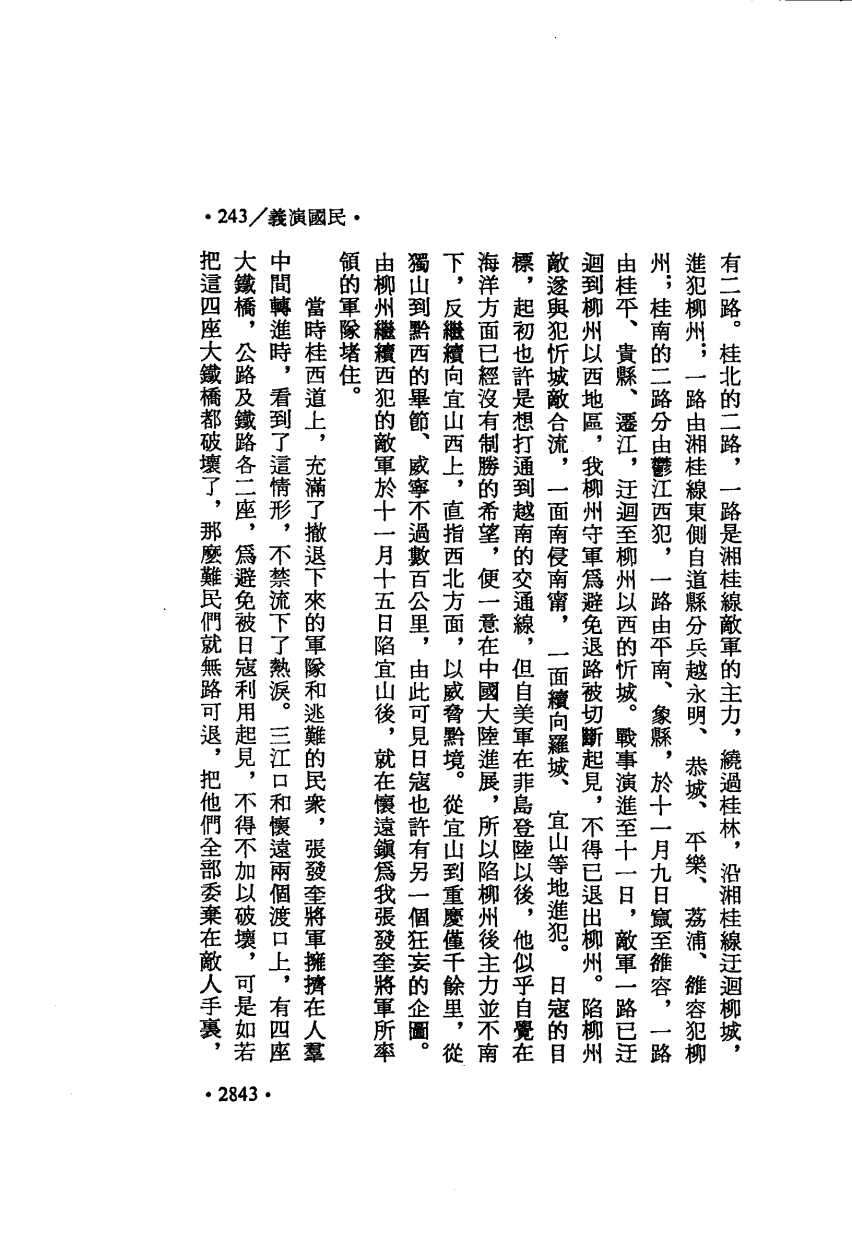 •243/義演國民•
有二路。桂北的二路，一路是湘桂線敵軍的主力，繞過桂林，沿湘桂線迂迴柳城，
進犯柳州；一路由湘桂線東側自道縣分兵越永明、恭城、平樂、荔浦、雒容犯柳
州；桂南的二路分由鬱江西犯，一路由平南、象縣，於十一月九日竄至雒容，一路
由桂平、貴縣、遷江，迂迴至柳州以西的忻城。戰事演進至十一日，敵軍一路已迂
迴到柳州以西地區，我柳州守軍爲避免退路被切斷起見，不得已退出柳州。陷柳州
敵遂與犯忻城敵合流，一面南侵南甯，一面續向羅城、宜山等地進犯。日寇的目
標，起初也許是想打通到越南的交通線，但自美軍在菲島登陸以後，他似乎自覺在
海洋方面已經沒有制勝的希望，便一意在中國大陸進展，所以陷柳州後主力並不南
下，反繼續向宜山西上，直指西北方面，以威脅黔境。從宜山到重慶僅千餘里，從
獨山到黔西的畢節、威寧不過數百公里，由此可見日寇也許有另一個狂妄的企圖。
由柳州繼續西犯的敵軍於十一月十五日陷宜山後，就在懷遠鎭爲我張發奎將軍所率
領的軍隊堵住。
當時桂西道上，充滿了撤退下來的軍隊和逃難的民衆，張發奎將軍擁擠在人羣
中間轉進時，看到了這情形，不禁流下了熱淚。三江口和懷遠兩個渡口上，有四座
大鐵橋，公路及鐵路各二座，爲避免被日寇利用起見，不得不加以破壞，可是如若
把這四座大鐵橋都破壞了，那麼難民們就無路可退，把他們全部委棄在敵人手裏，
•2843•